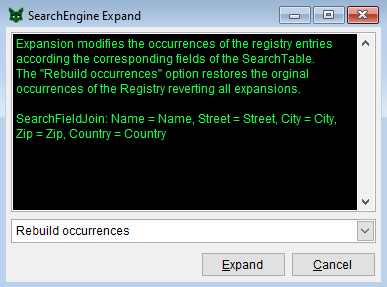 SearchEngine Expand
Expansion modifies the occurrences of the registry entries
according the corresponding fields of the SearchTable.
The "Rebuild occurrences" option restores the orginal
occurrences of the Registry reverting all expansions.
SearchFieldJoin: Name = Name, Street = Street, City = City,
Zip = Zip, Country = Country
Rebuild occurrences
Expand
Cancel